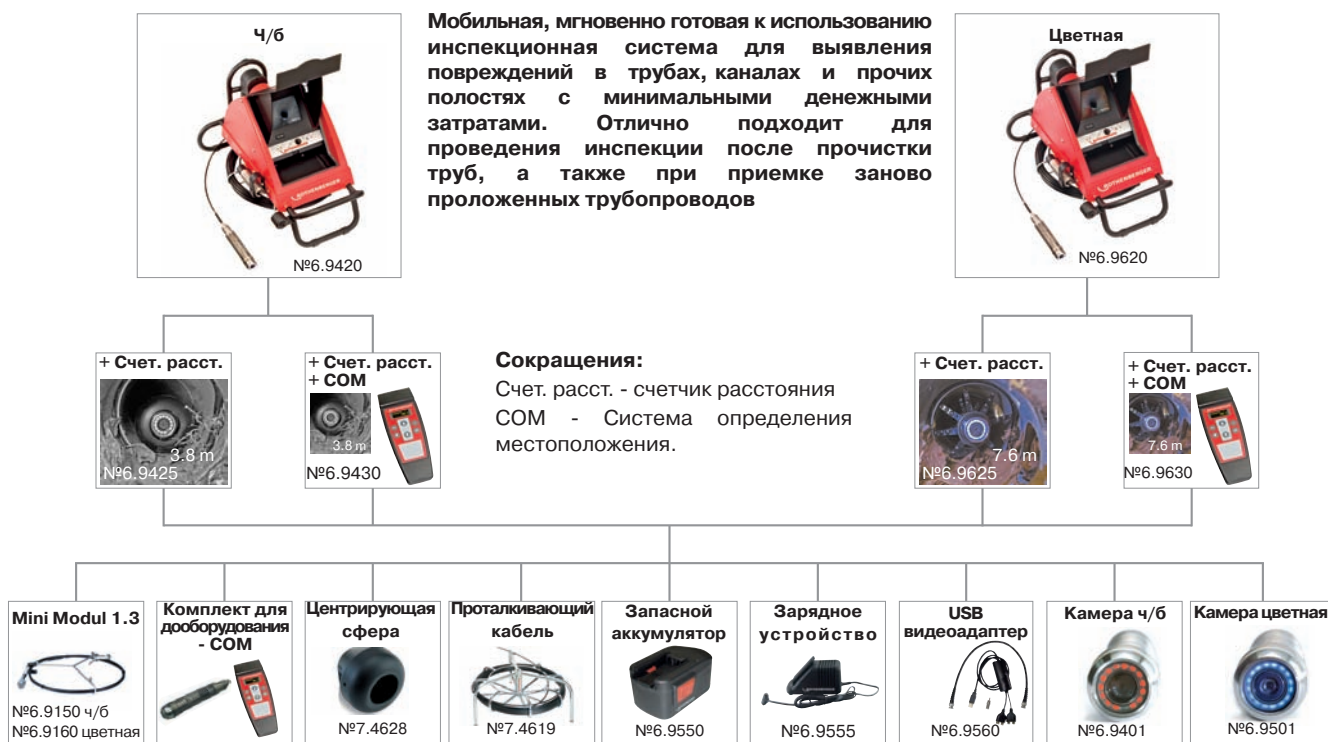 Ч/б
№6.9420
Мобильная, мгновенно готовая к использованию
инспекционная система для выявления
повреждений в трубах, каналах и прочих
полостях с минимальными денежными
затратами. Отлично подходит для
проведения инспекции после прочистки
труб, а также при приемке заново
проложенных трубопроводов
Цветная
№6.9620
+ Счет. расст.
3.8 m
№6.9425
+ Счет. расст.
+ COM
3.8 m
№6.9430
Сокращения:
Счет. расст. - счетчик расстояния
СОМ - Система определения
местоположения.
+ Счет. расст.
7.6 m
№6.9625
+ Счет. расст.
+ COM
7.6 m
№6.9630
Mini Modul 1.3
№6.9150 ч/б
№6.9160 цветная
Комплект для
дооборудования
- COM
Центрирующая
сфера
№7.4628
Проталкивающий
кабель
№7.4619
Запасной
аккумулятор
№6.9550
Зарядное
устройство
№6.9555
USB
видеоадаптер
№6.9560
Камера ч/б
№6.9401
Камера цветная
№6.9501
ROTHENBERGER
ROTHENBERGER